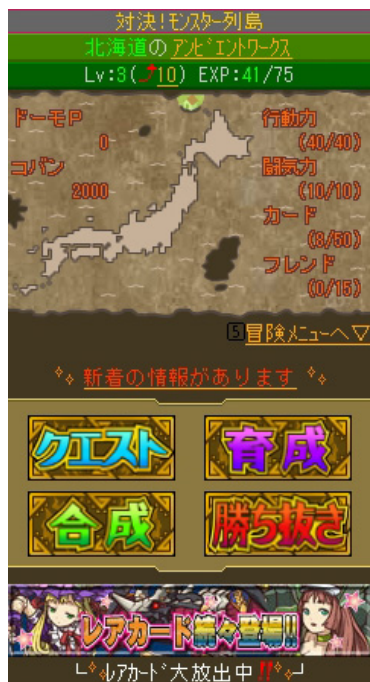 対決!ﾓﾝｽﾀｰ列島
北海道の ｱﾝﾋﾞｴﾝﾄﾜｰｸｽ
Lv:3(⤴10) EXP:41/75
ドーモP
0
コバン
2000
行動力
(40/40)
闘気力
(10/10)
カード
(8/50)
フレンド
(0/15)
5冒険ﾒﾆｭｰへ▽
新着の情報があります
クエスト
育成
合成
勝ち抜き
レアカード続々登場!!
└ﾚｱｶｰﾄﾞ大放出中!!┘